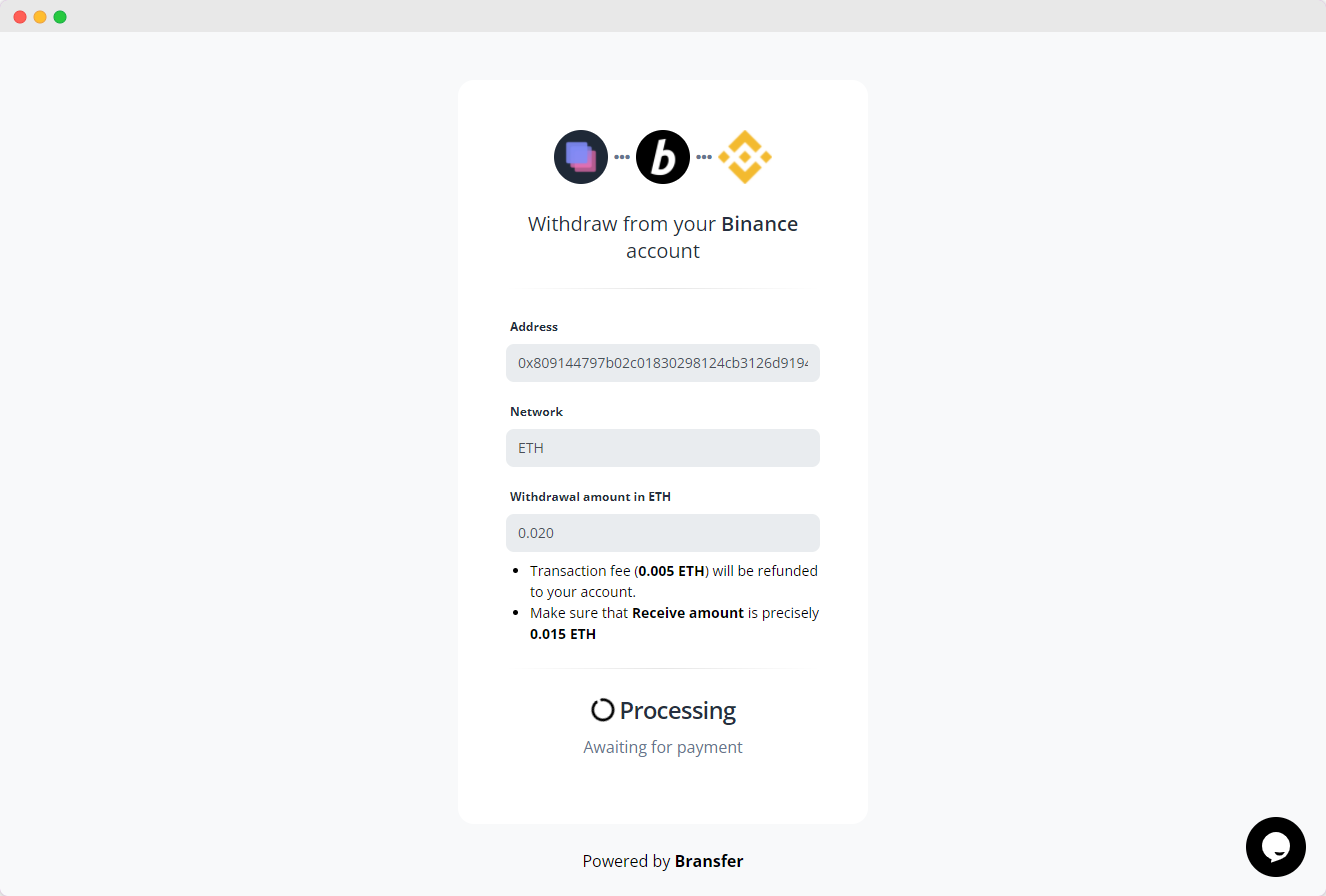 Withdraw from your Binance
account
Address
0x809144797b02c01830298124cb3126d9194
Network
ETH
Withdrawal amount in ETH
0.020
Transaction fee (0.005 ETH) will be refunded
to your account.
Make sure that Receive amount is precisely
0.015 ETH
Processing
Awaiting for payment
Powered by Bransfer